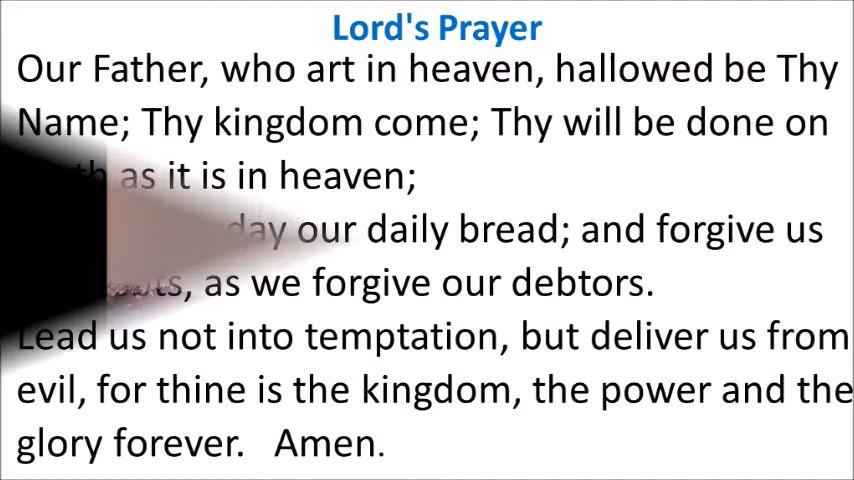 Lord's Prayer
Our Father, who art in heaven, hallowed be Thy
Name; Thy kingdom come; Thy will be done on
as it is in heaven;
day our daily bread; and forgive us
as we forgive our debtors.
Lead us not into temptation, but deliver us from
evil, for thine is the kingdom, the power and the
glory forever. Amen.